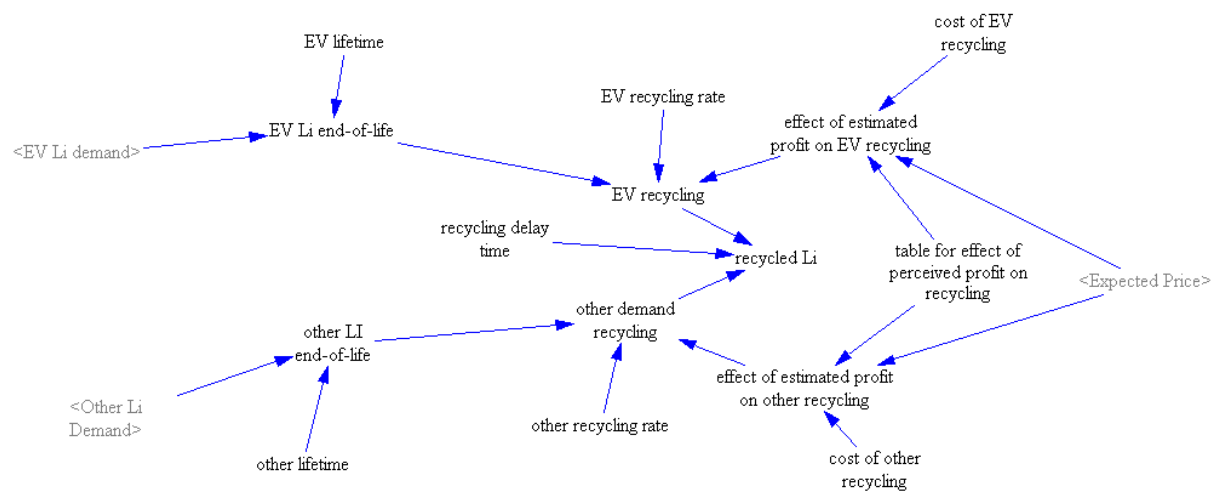 cost of EV
recycling
EV lifetime
EV recycling rate
effect of estimated
profit on EV recycling
EV Li end-of-life
<EV Li demand>
EV recycling
recycling delay
time
recycled Li
table for effect of
perceived profit on
recycling
<Expected Price>
other demand
recycling
other LI
end-of-life
effect of estimated profit
on other recycling
<Other Li
Demand>
other recycling rate
other lifetime
cost of other
recycling